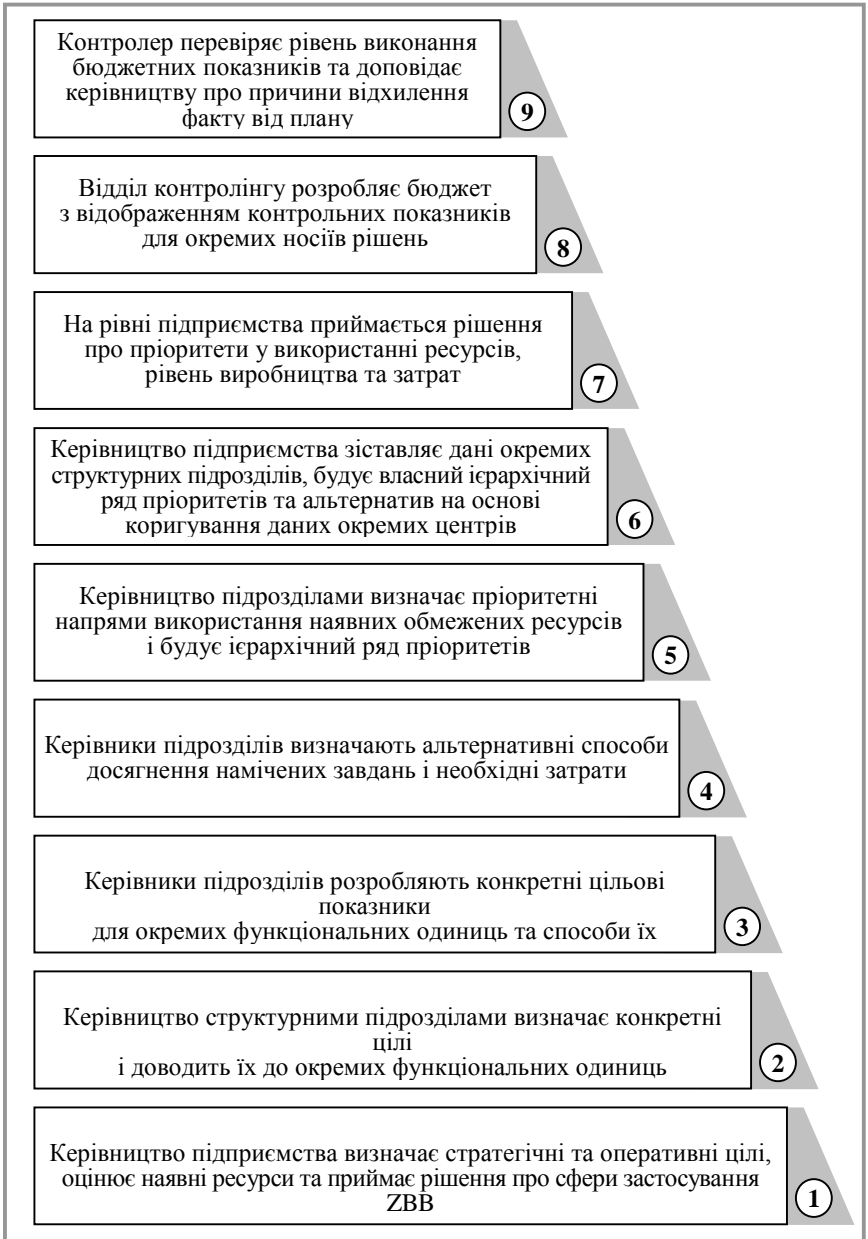 Контролер перевіряє рівень виконання
бюджетних показників та доповідає
керівництву про причини відхилення
факту від плану
9
Відділ контролінгу розробляє бюджет
з відображенням контрольних показників
для окремих носіїв рішень
8
На рівні підприємства приймається рішення
про пріоритети у використанні ресурсів,
рівень виробництва та затрат
7
Керівництво підприємства зіставляє дані окремих
структурних підрозділів, будує власний ієрархічний
ряд пріоритетів та альтернатив на основі
коригування даних окремих центрів
6
Керівництво підрозділами визначає пріоритетні
напрями використання наявних обмежених ресурсів
і будує ієрархічний ряд пріоритетів
5
Керівники підрозділів визначають альтернативні способи
досягнення намічених завдань і необхідні затрати
4
Керівники підрозділів розробляють конкретні цільові
показники
для окремих функціональних одиниць та способи їх
3
Керівництво структурними підрозділами визначає конкретні
цілі
і доводить їх до окремих функціональних одиниць
2
Керівництво підприємства визначає стратегічні та оперативні цілі,
оцінює наявні ресурси та приймає рішення про сфери застосування
ZBB
1